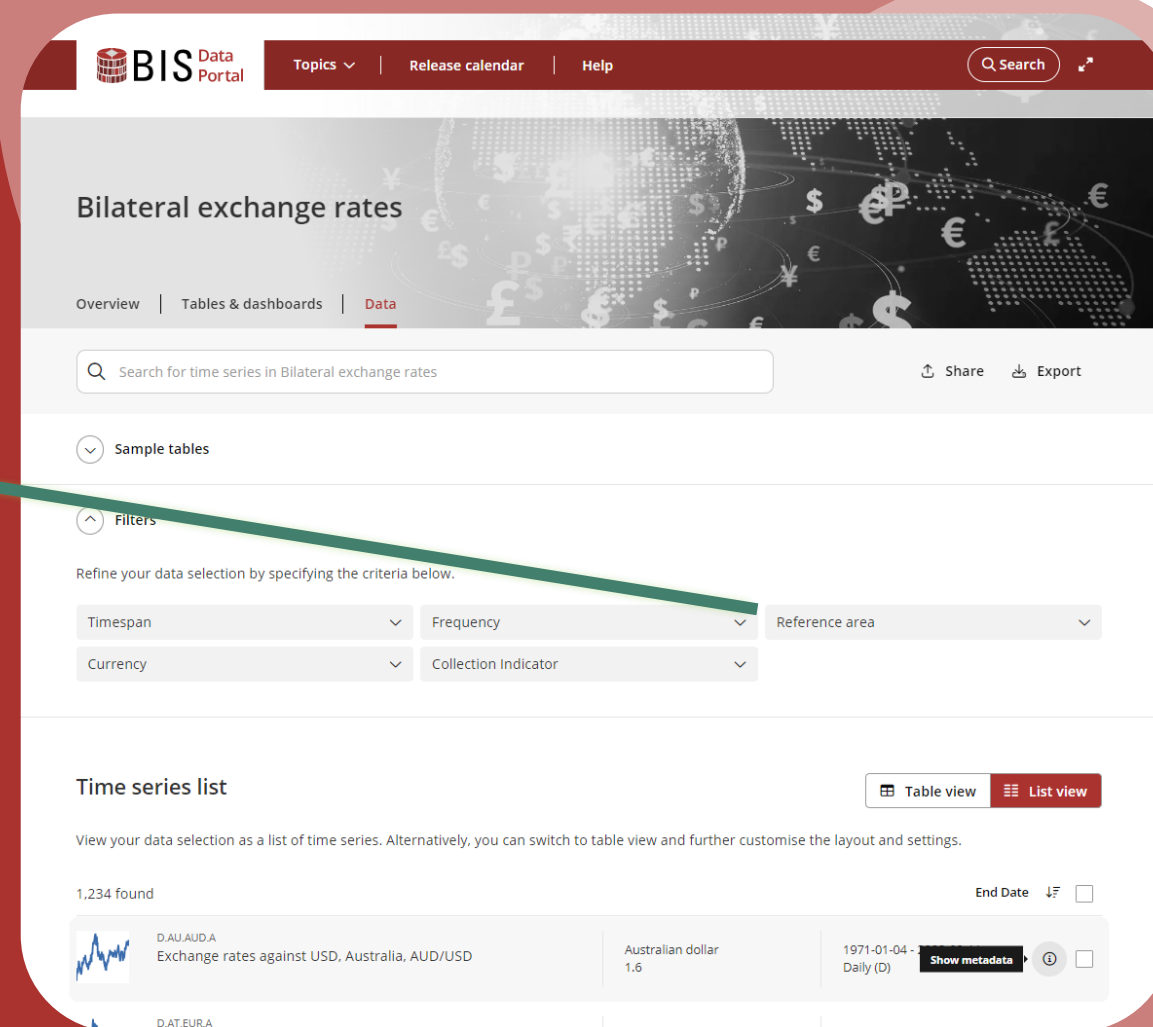 BIS Data Portal
Topics | Release calendar | Help
Search
Bilateral exchange rates
Overview | Tables & dashboards | Data
Search for time series in Bilateral exchange rates
Share Export
Sample tables
Filters
Refine your data selection by specifying the criteria below.
Timespan Frequency Reference area
Currency Collection Indicator
Time series list
Table view List view
View your data selection as a list of time series. Alternatively, you can switch to table view and further customise the layout and settings.
1,234 found End Date
D.AU.AUD.A
Exchange rates against USD, Australia, AUD/USD
Australian dollar
1.6
1971-01-04 -
Daily (D)
Show metadata
D.AT.EUR.A